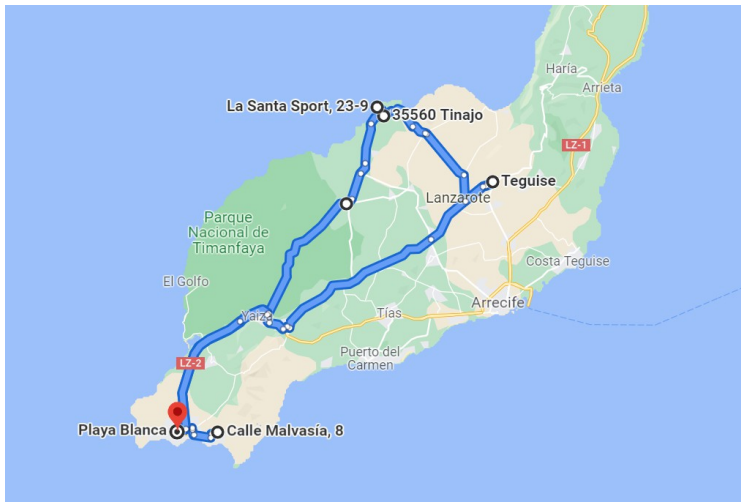 Haría
Arrieta
La Santa Sport, 23-9
35560 Tinajo
LZ-1
Teguise
Lanzarote
Parque
Nacional de
Timanfaya
El Golfo
Costa Teguise
Arrecife
Yaiza
Tías
Puerto del
Carmen
LZ-2
Playa Blanca
Calle Malvasía, 8